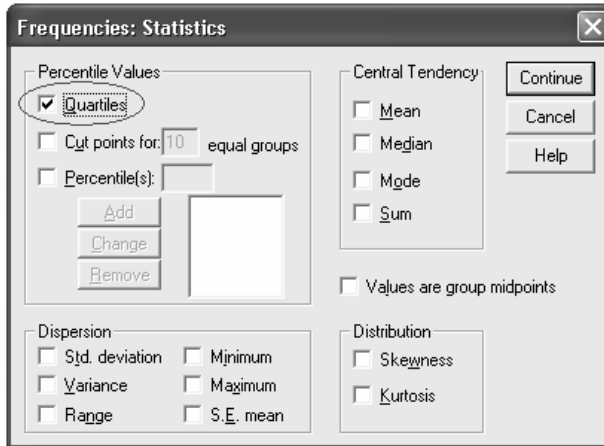 Frequencies: Statistics
Percentile Values
Quartiles
Cut points for: 10 equal groups
Percentile(s):
Add
Change
Remove
Central Tendency
Mean
Median
Mode
Sum
Continue
Cancel
Help
Values are group midpoints
Dispersion
Std. deviation
Minimum
Variance
Maximum
Range
S.E. mean
Distribution
Skewness
Kurtosis